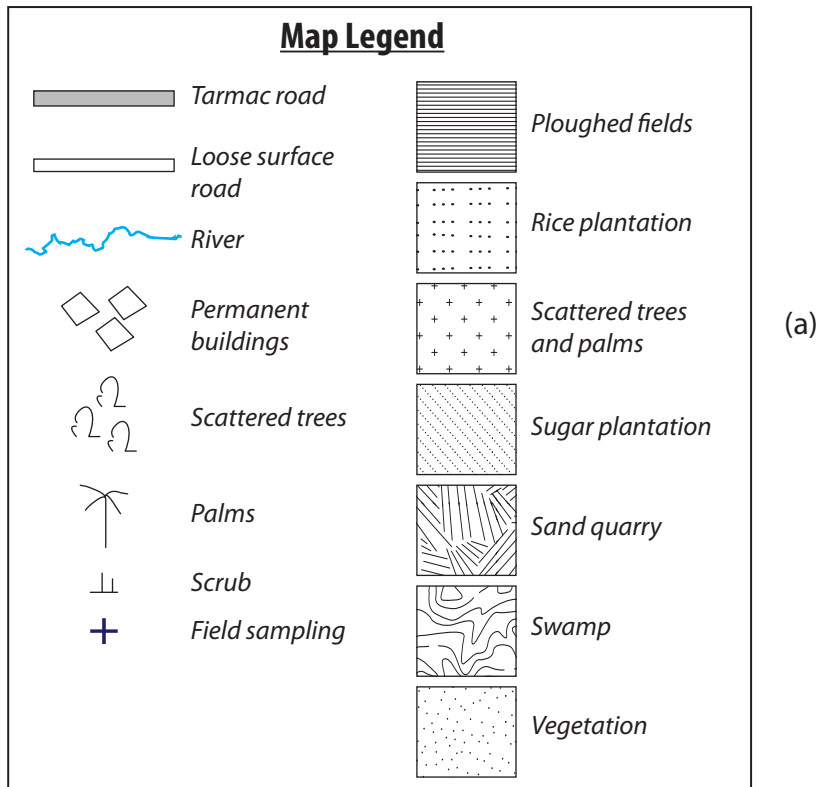 Map Legend
Tarmac road
Loose surface
road
River
Permanent
buildings
Scattered trees
Palms
Scrub
Field sampling
Ploughed fields
Rice plantation
Scattered trees
and palms
Sugar plantation
Sand quarry
Swamp
Vegetation
(a)